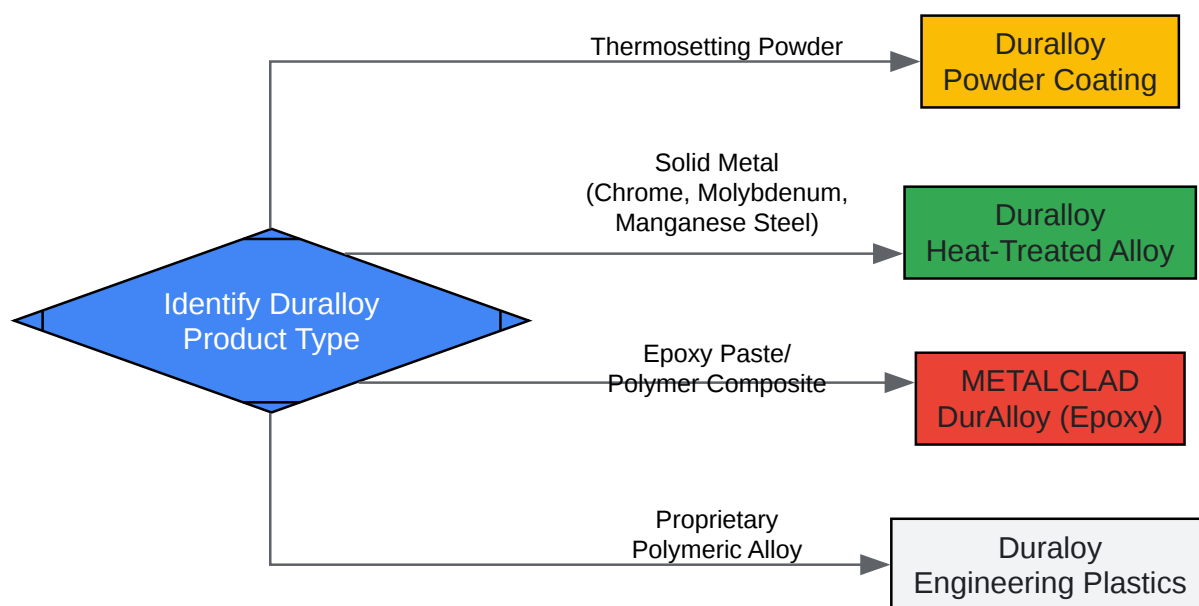 Thermosetting Powder
Duralloy
Powder Coating
Solid Metal
(Chrome, Molybdenum,
Manganese Steel)
Duralloy
Heat-Treated Alloy
Identify Duralloy
Product Type
Epoxy Paste/
Polymer Composite
METALCLAD
DurAlloy (Epoxy)
Proprietary
Polymeric Alloy
Duraloy
Engineering Plastics